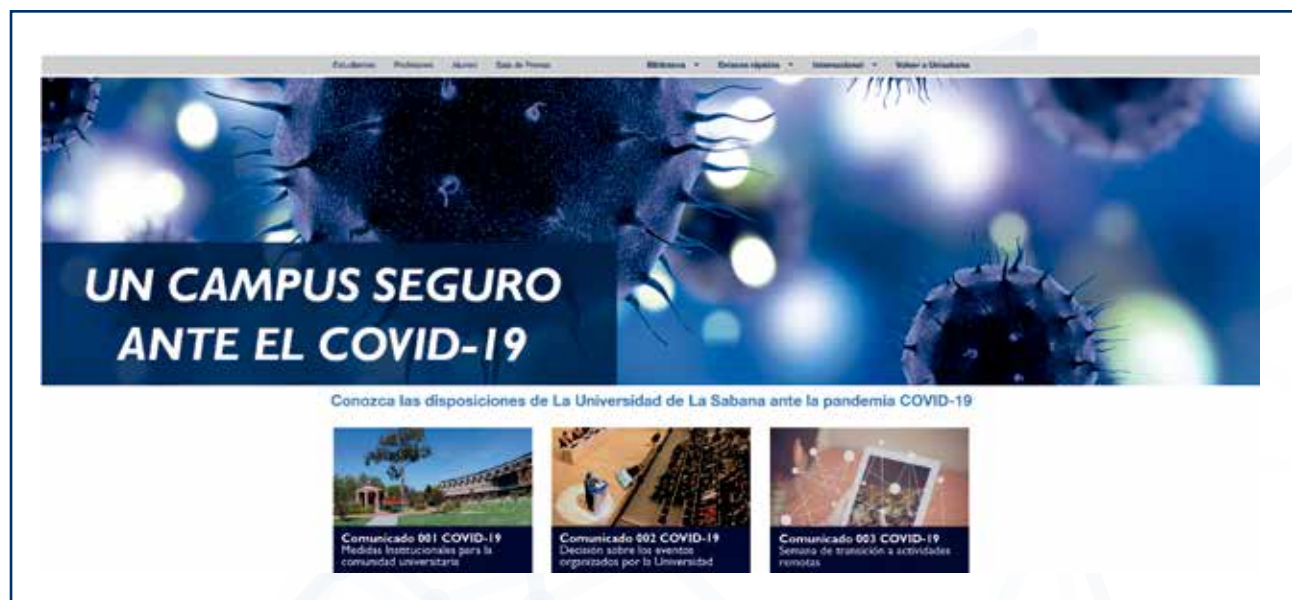 Estudiantes Profesores Alumni Sala de Prensa Biblioteca Enlaces rápidos Internacional Volver a Unisabana
UN CAMPUS SEGURO
ANTE EL COVID-19
Conozca las disposiciones de La Universidad de La Sabana ante la pandemia COVID-19
Comunicado 001 COVID-19
Medidas Institucionales para la
comunidad universitaria
Comunicado 002 COVID-19
Decisión sobre los eventos
organizados por la Universidad
Comunicado 003 COVID-19
Semana de transición a actividades
remotas